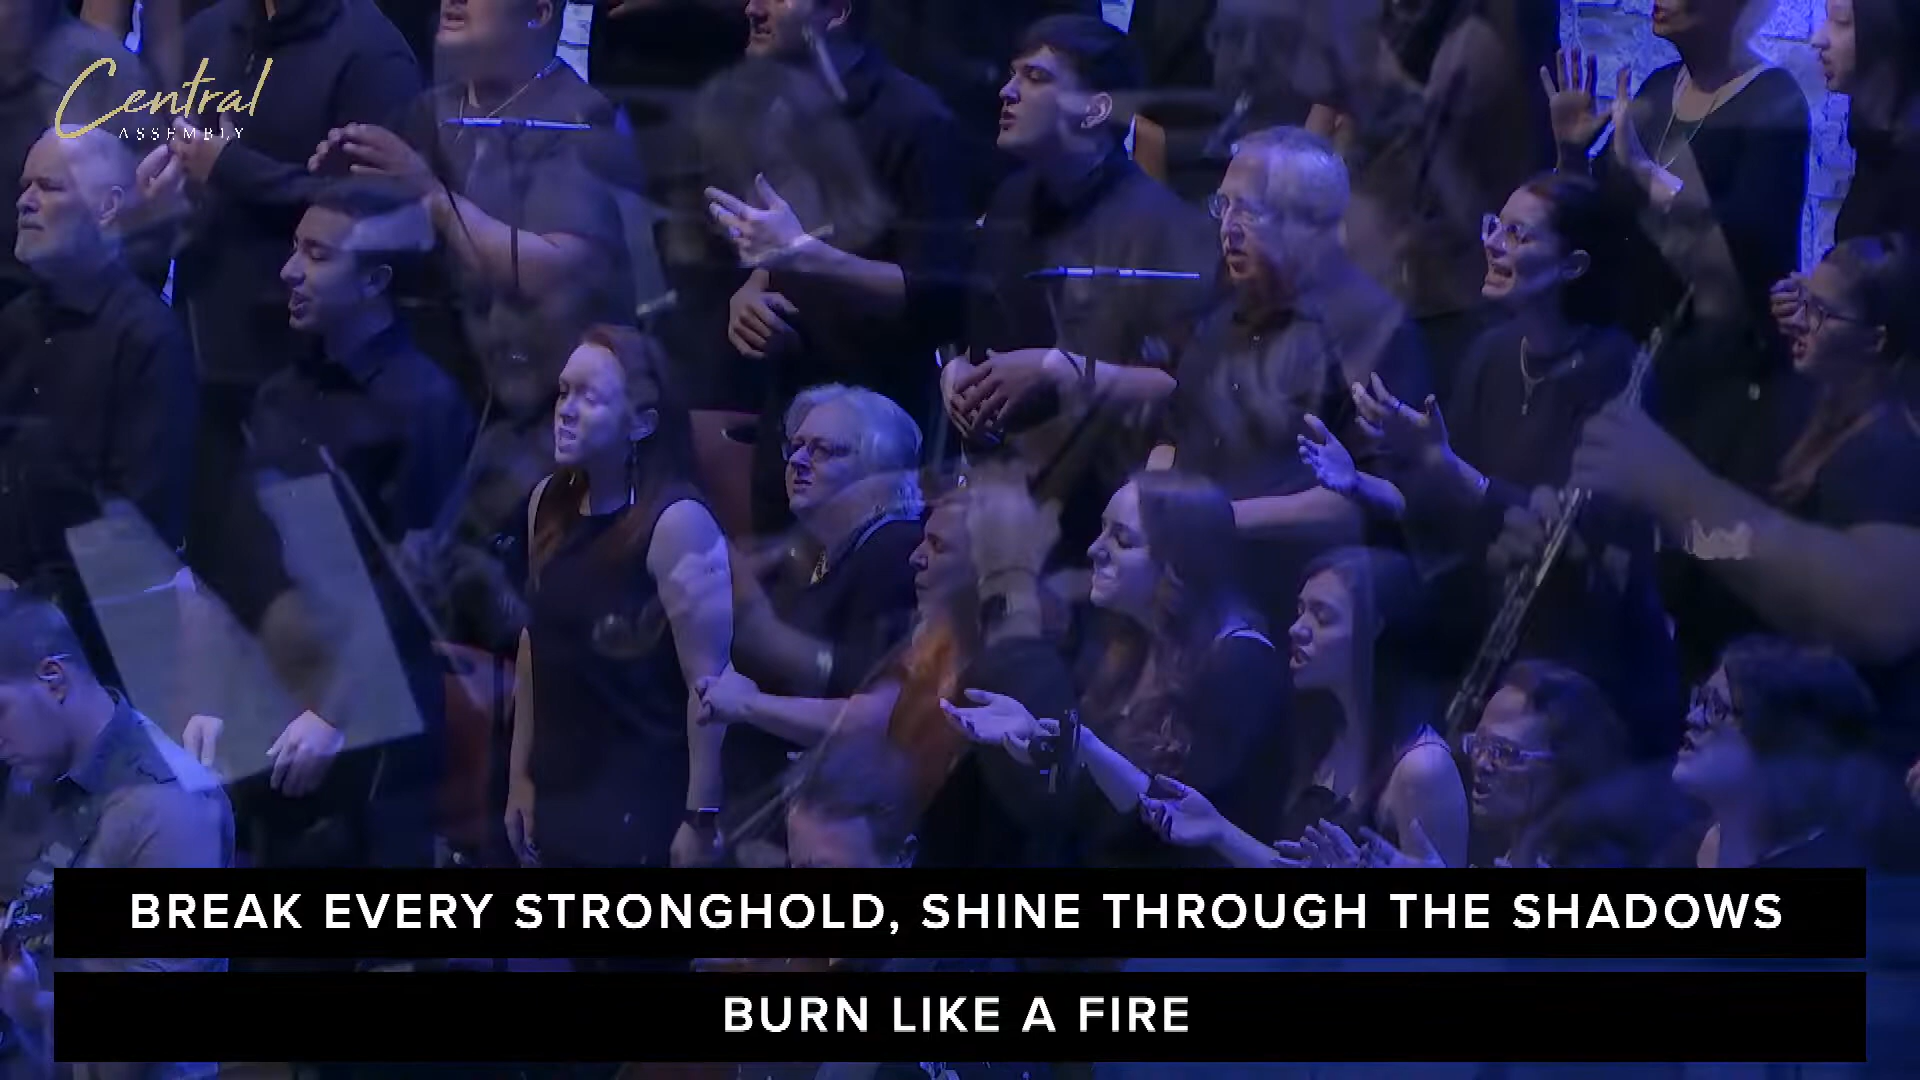 Central
ASSEMBLY
BREAK EVERY STRONGHOLD, SHINE THROUGH THE SHADOWS
BURN LIKE A FIRE